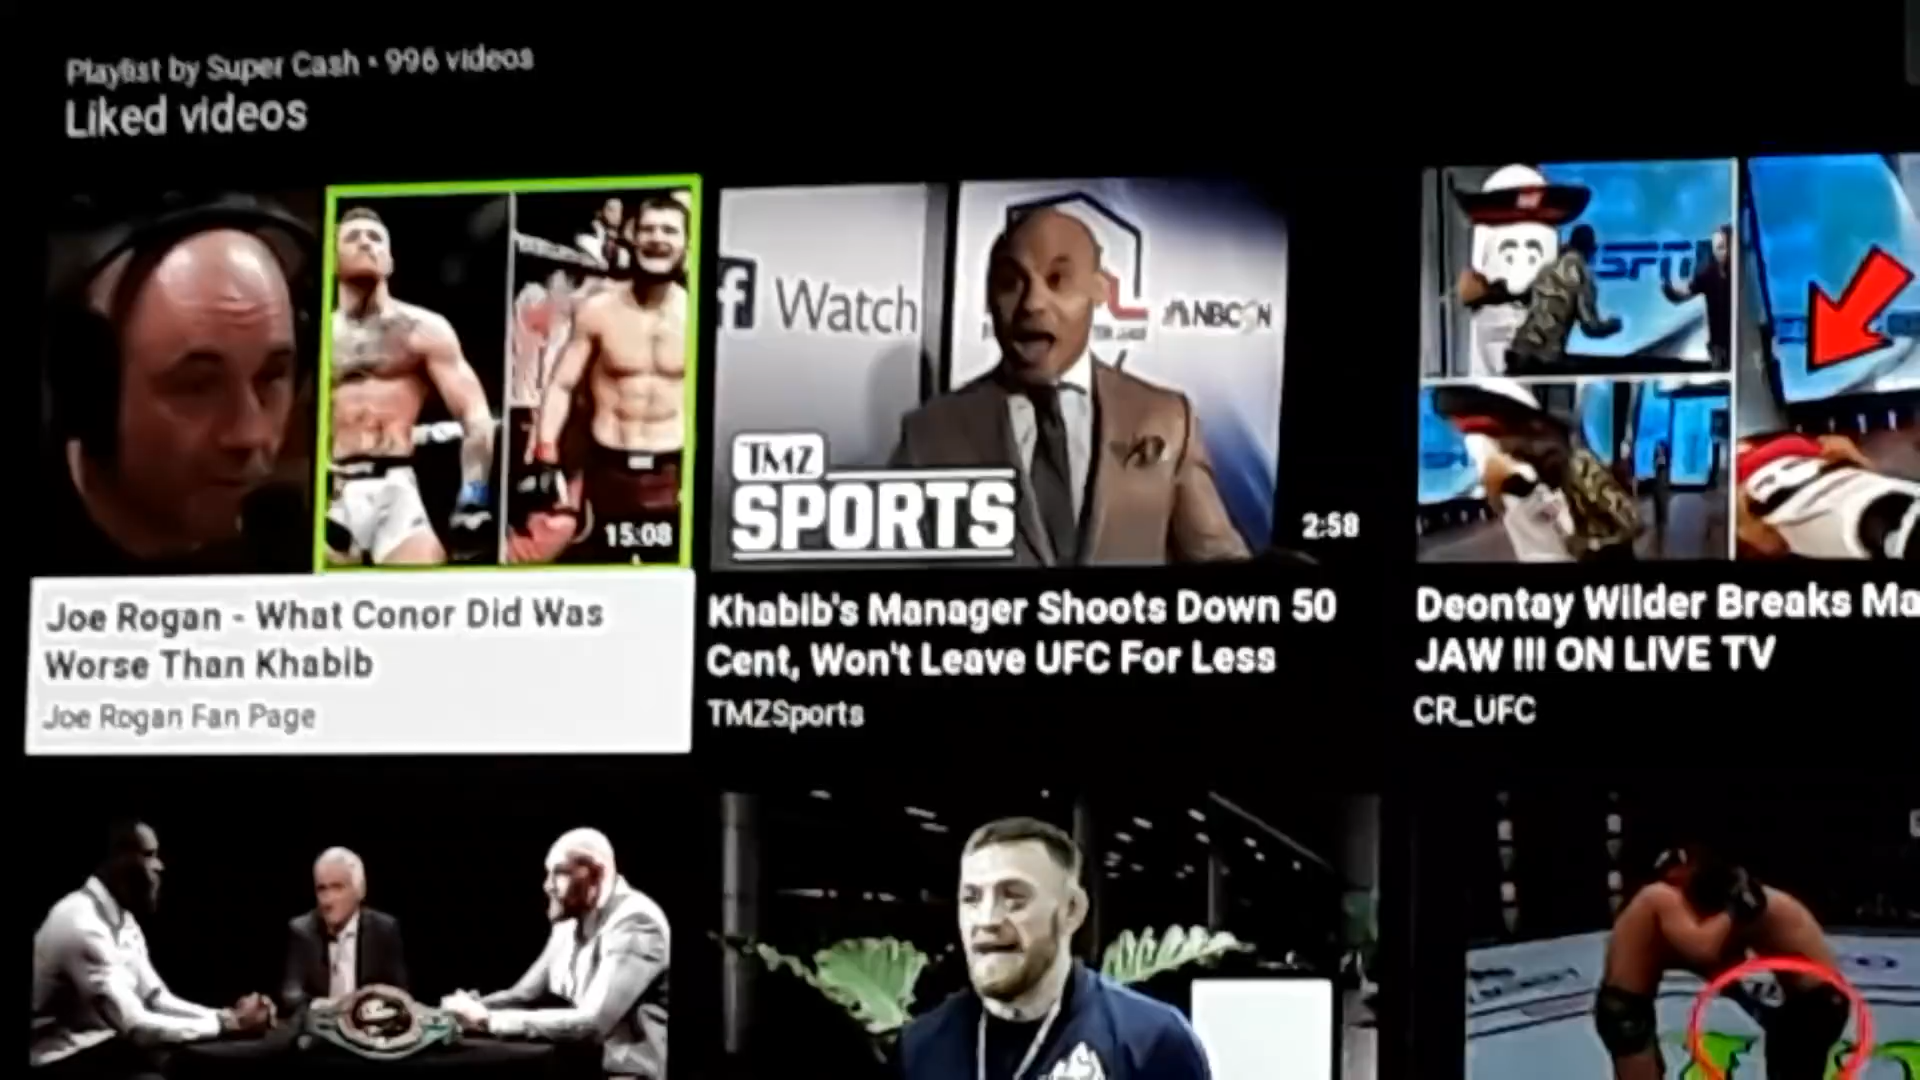 Playlist by Super Cash • 996 videos
Liked videos
15:08
f Watch
NBC
TMZ
SPORTS
2:58
ESPN
Joe Rogan - What Conor Did Was
Worse Than Khabib
Joe Rogan Fan Page
Khabib's Manager Shoots Down 50
Cent, Won't Leave UFC For Less
TMZSports
Deontay Wilder Breaks Ma
JAW !!! ON LIVE TV
CR_UFC